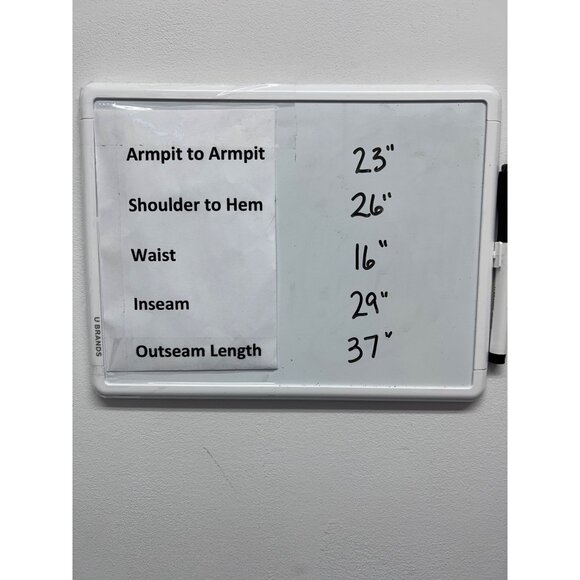 Armpit to Armpit 23"
Shoulder to Hem 26"
Waist 16"
Inseam 29"
Outseam Length 37"
U BRANDS